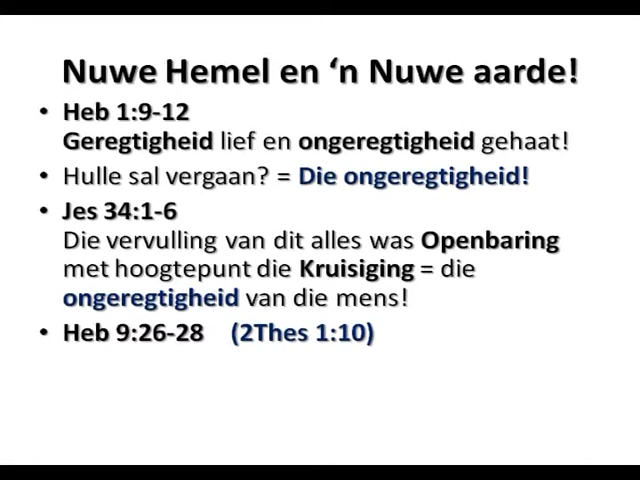 Nuwe Hemel en ‘n Nuwe aarde!
• Heb 1:9-12
Geregtigheid lief en ongeregtigheid gehaat!
• Hulle sal vergaan? = Die ongeregtigheid!
• Jes 34:1-6
Die vervulling van dit alles was Openbaring
met hoogtepunt die Kruisiging = die
ongeregtigheid van die mens!
• Heb 9:26-28 (2Thes 1:10)